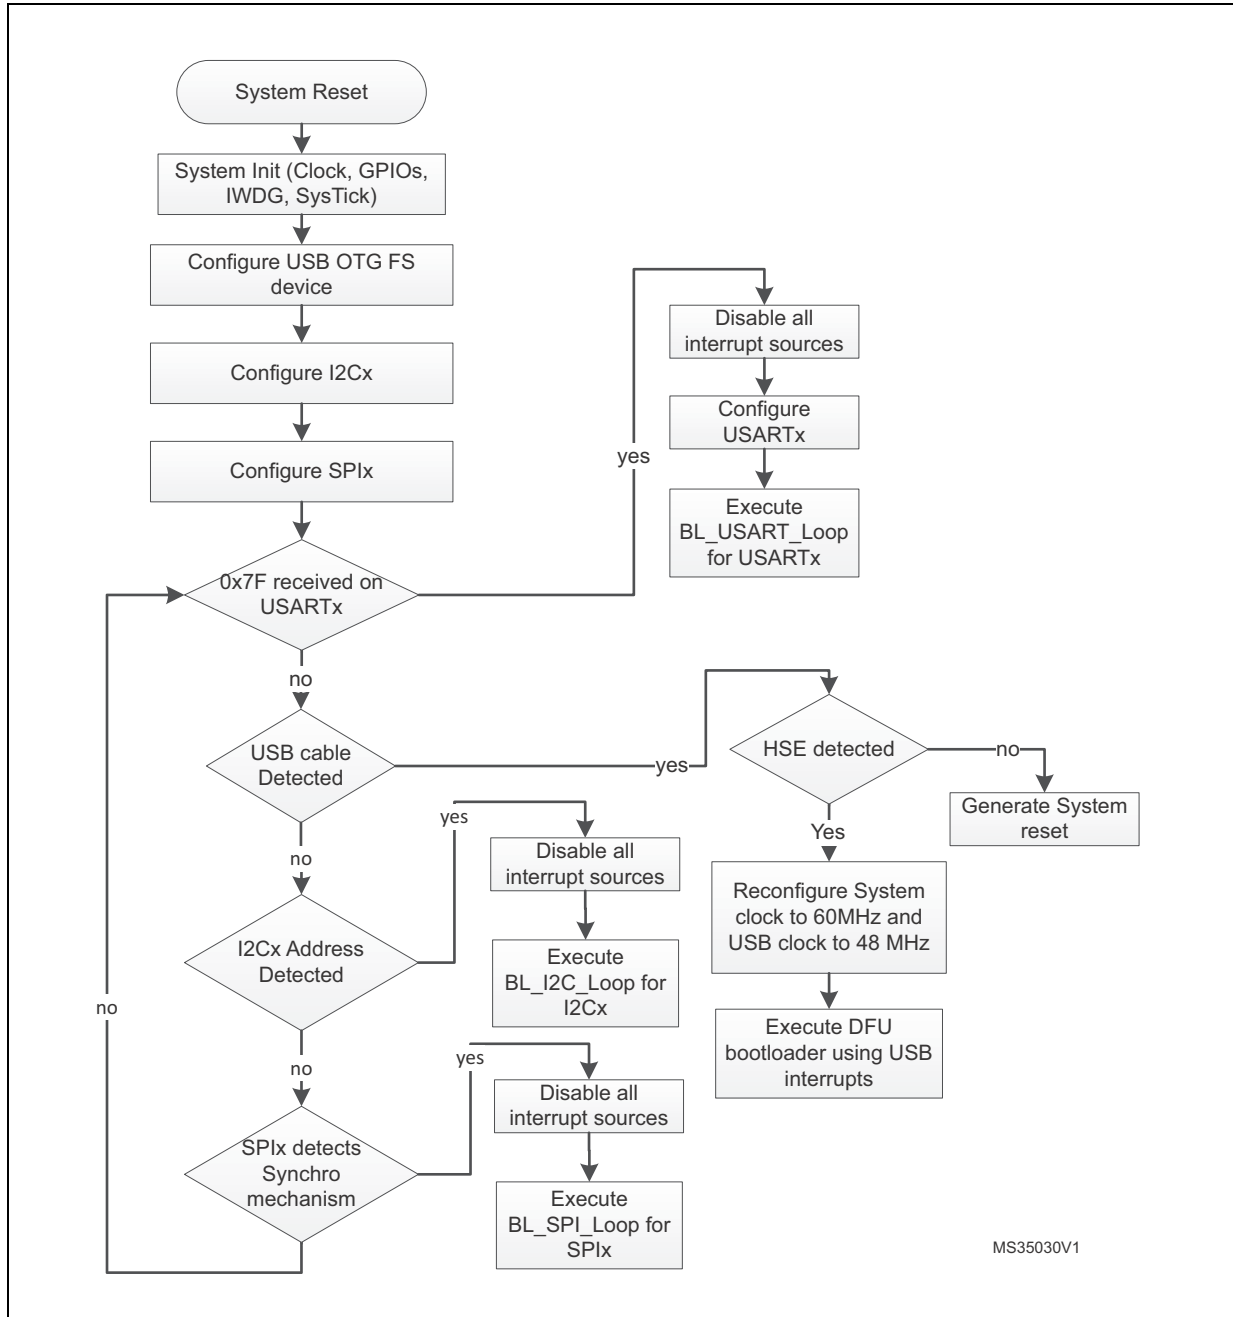 System Reset
System Init (Clock, GPIOs,
IWDG, SysTick)
Configure USB OTG FS
device
Configure I2Cx
Configure SPIx
0x7F received on
USARTx
yes
Disable all
interrupt sources
Configure
USARTx
Execute
BL_USART_Loop
for USARTx
no
USB cable
Detected
yes
HSE detected
no
Generate System
reset
Yes
Reconfigure System
clock to 60MHz and
USB clock to 48 MHz
Execute DFU
bootloader using USB
interrupts
no
I2Cx Address
Detected
yes
Disable all
interrupt sources
Execute
BL_I2C_Loop for
I2Cx
no
SPIx detects
Synchro
mechanism
yes
Disable all
interrupt sources
Execute
BL_SPI_Loop for
SPIx
no
MS35030V1